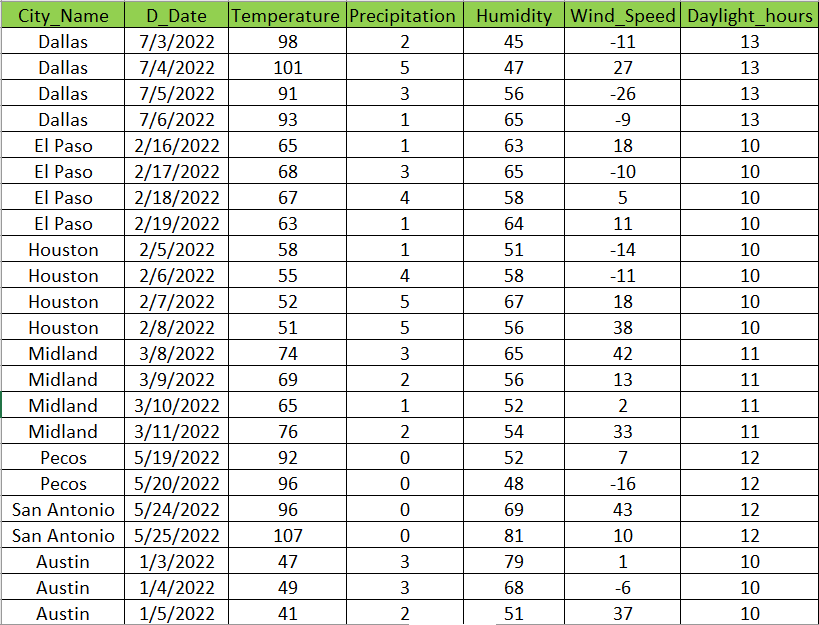 City_Name D_Date Temperature Precipitation Humidity Wind_Speed Daylight_hours
Dallas 7/3/2022 98 2 45 -11 13
Dallas 7/4/2022 101 5 47 27 13
Dallas 7/5/2022 91 3 56 -26 13
Dallas 7/6/2022 93 1 65 -9 13
El Paso 2/16/2022 65 1 63 18 10
El Paso 2/17/2022 68 3 65 -10 10
El Paso 2/18/2022 67 4 58 5 10
El Paso 2/19/2022 63 1 64 11 10
Houston 2/5/2022 58 1 51 -14 10
Houston 2/6/2022 55 4 58 -11 10
Houston 2/7/2022 52 5 67 18 10
Houston 2/8/2022 51 5 56 38 10
Midland 3/8/2022 74 3 65 42 11
Midland 3/9/2022 69 2 56 13 11
Midland 3/10/2022 65 1 52 2 11
Midland 3/11/2022 76 2 54 33 11
Pecos 5/19/2022 92 0 52 7 12
Pecos 5/20/2022 96 0 48 -16 12
San Antonio 5/24/2022 96 0 69 43 12
San Antonio 5/25/2022 107 0 81 10 12
Austin 1/3/2022 47 3 79 1 10
Austin 1/4/2022 49 3 68 -6 10
Austin 1/5/2022 41 2 51 37 10